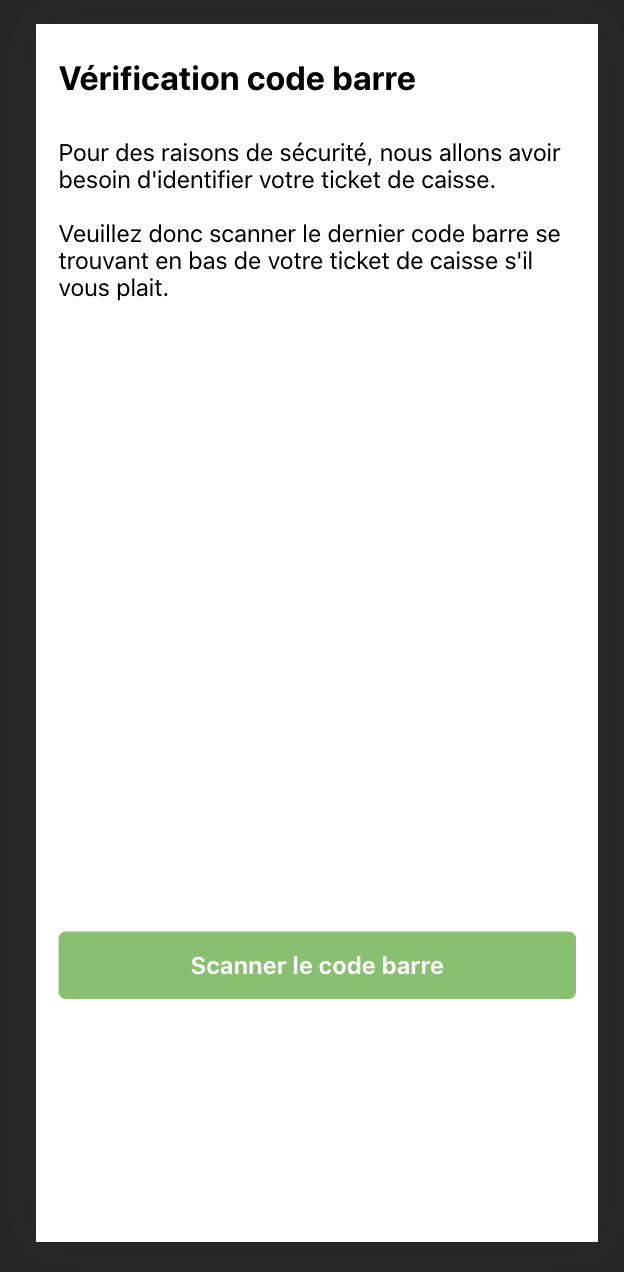 Vérification code barre
Pour des raisons de sécurité, nous allons avoir
besoin d'identifier votre ticket de caisse.
Veuillez donc scanner le dernier code barre se
trouvant en bas de votre ticket de caisse s'il
vous plait.
Scanner le code barre